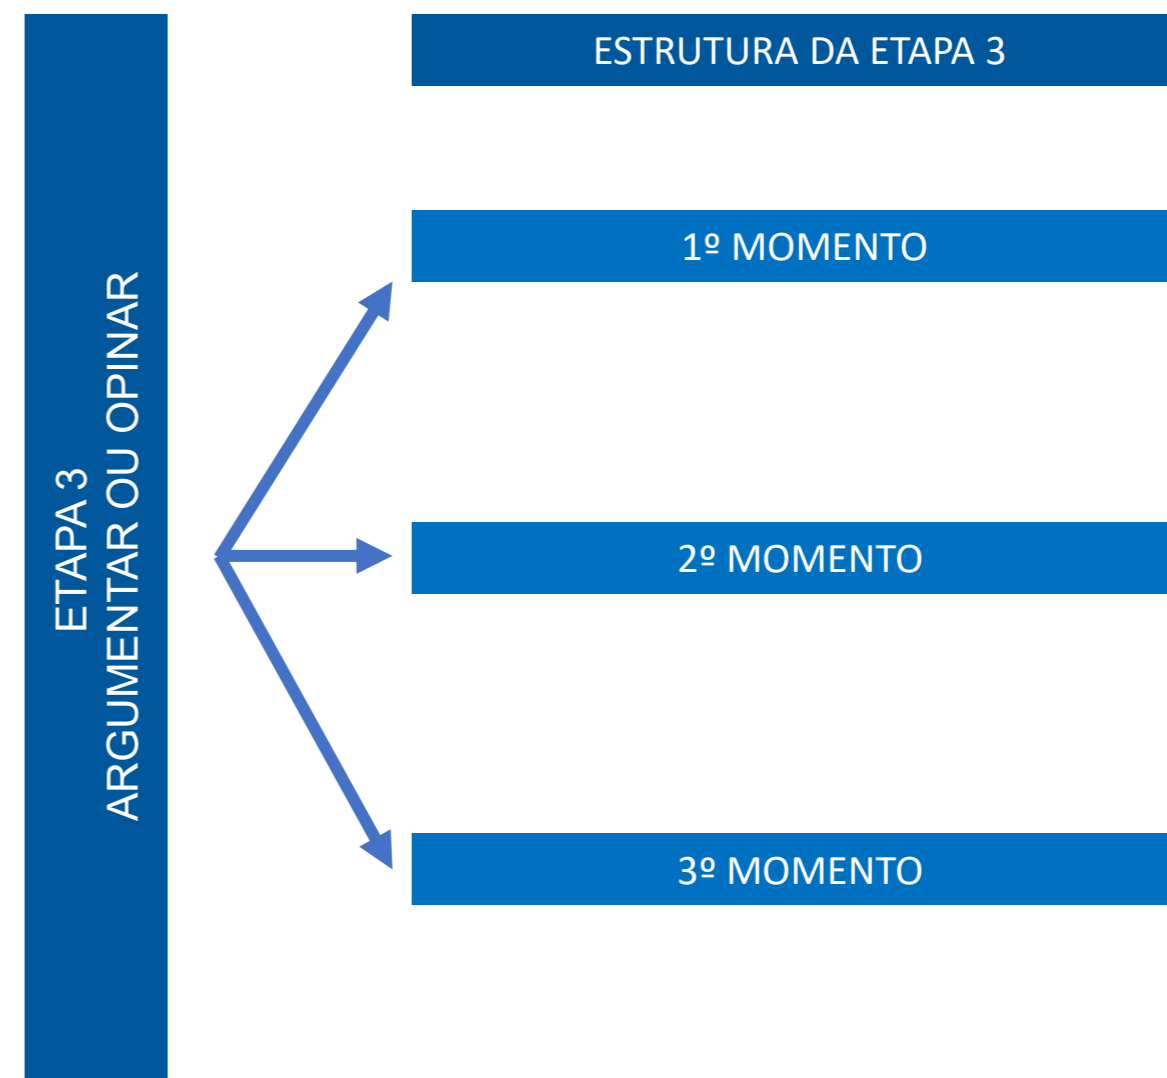 ETAPA 3
ARGUMENTAR OU OPINAR
ESTRUTURA DA ETAPA 3
1º MOMENTO
2º MOMENTO
3º MOMENTO